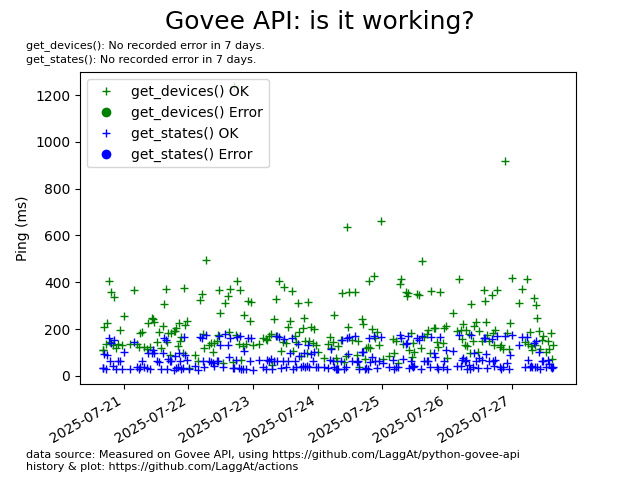 Govee API: is it working?
get_devices(): No recorded error in 7 days.
get_states(): No recorded error in 7 days.
get_devices() OK
get_devices() Error
get_states() OK
get_states() Error
Ping (ms)
1200
1000
800
600
400
200
0
2025-07-21
2025-07-22
2025-07-23
2025-07-24
2025-07-25
2025-07-26
2025-07-27
data source: Measured on Govee API, using https://github.com/LaggAt/python-govee-api
history & plot: https://github.com/LaggAt/actions